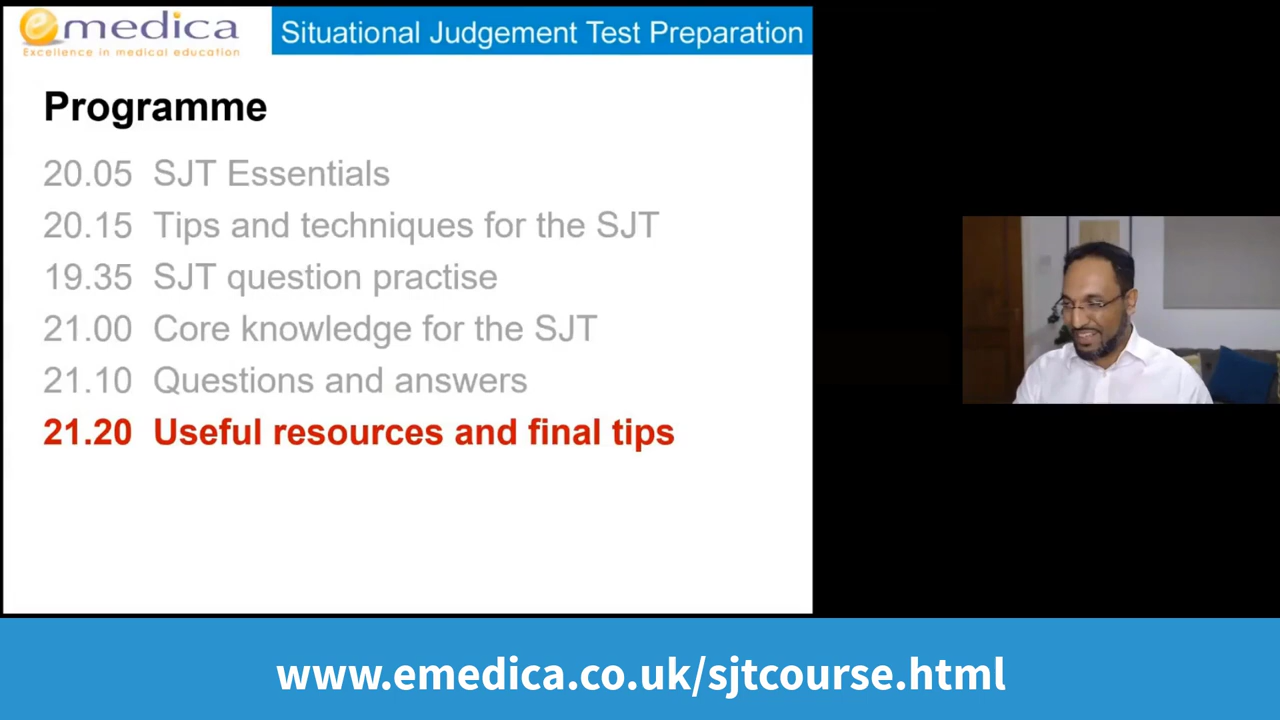 emedica
Excellence in medical education
Situational Judgement Test Preparation
Programme
20.05 SJT Essentials
20.15 Tips and techniques for the SJT
19.35 SJT question practise
21.00 Core knowledge for the SJT
21.10 Questions and answers
21.20 Useful resources and final tips
www.emedica.co.uk/sjtcourse.html